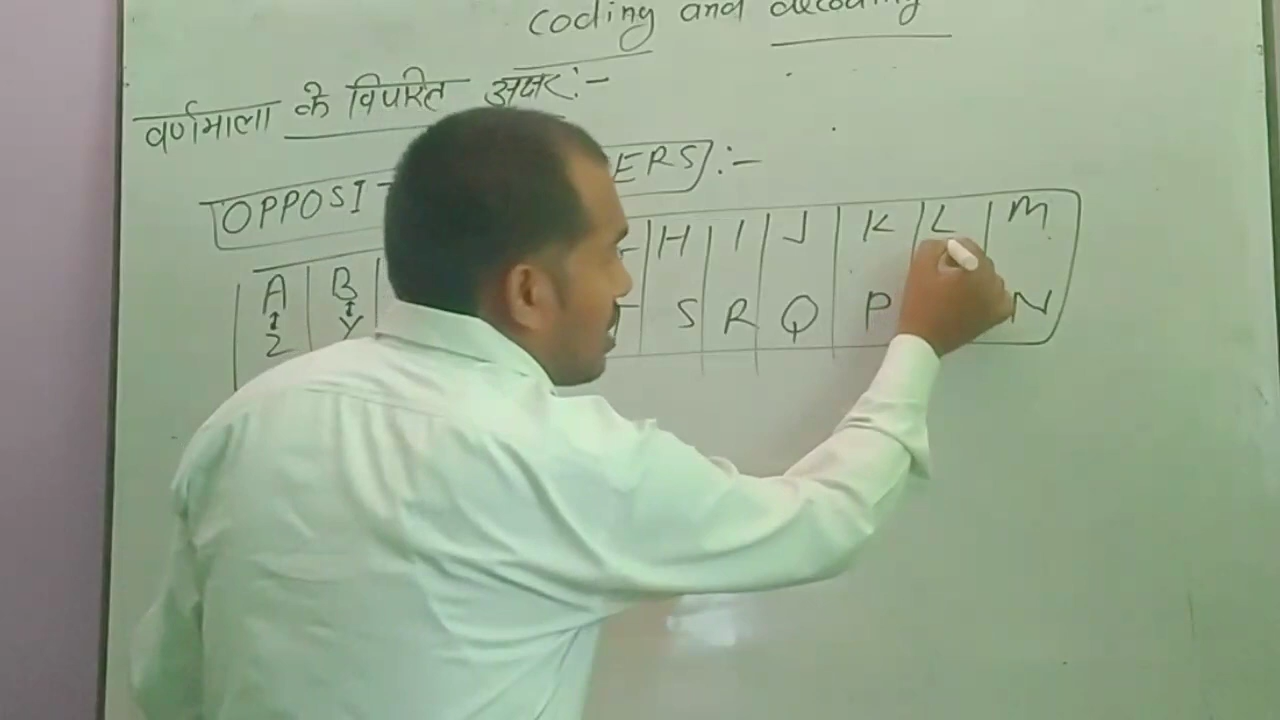 coding and decoding
वर्णमाला के विपरित अक्षर:-
OPPOSI ERS:-
A B H I J K L M
Z Y S R Q P N